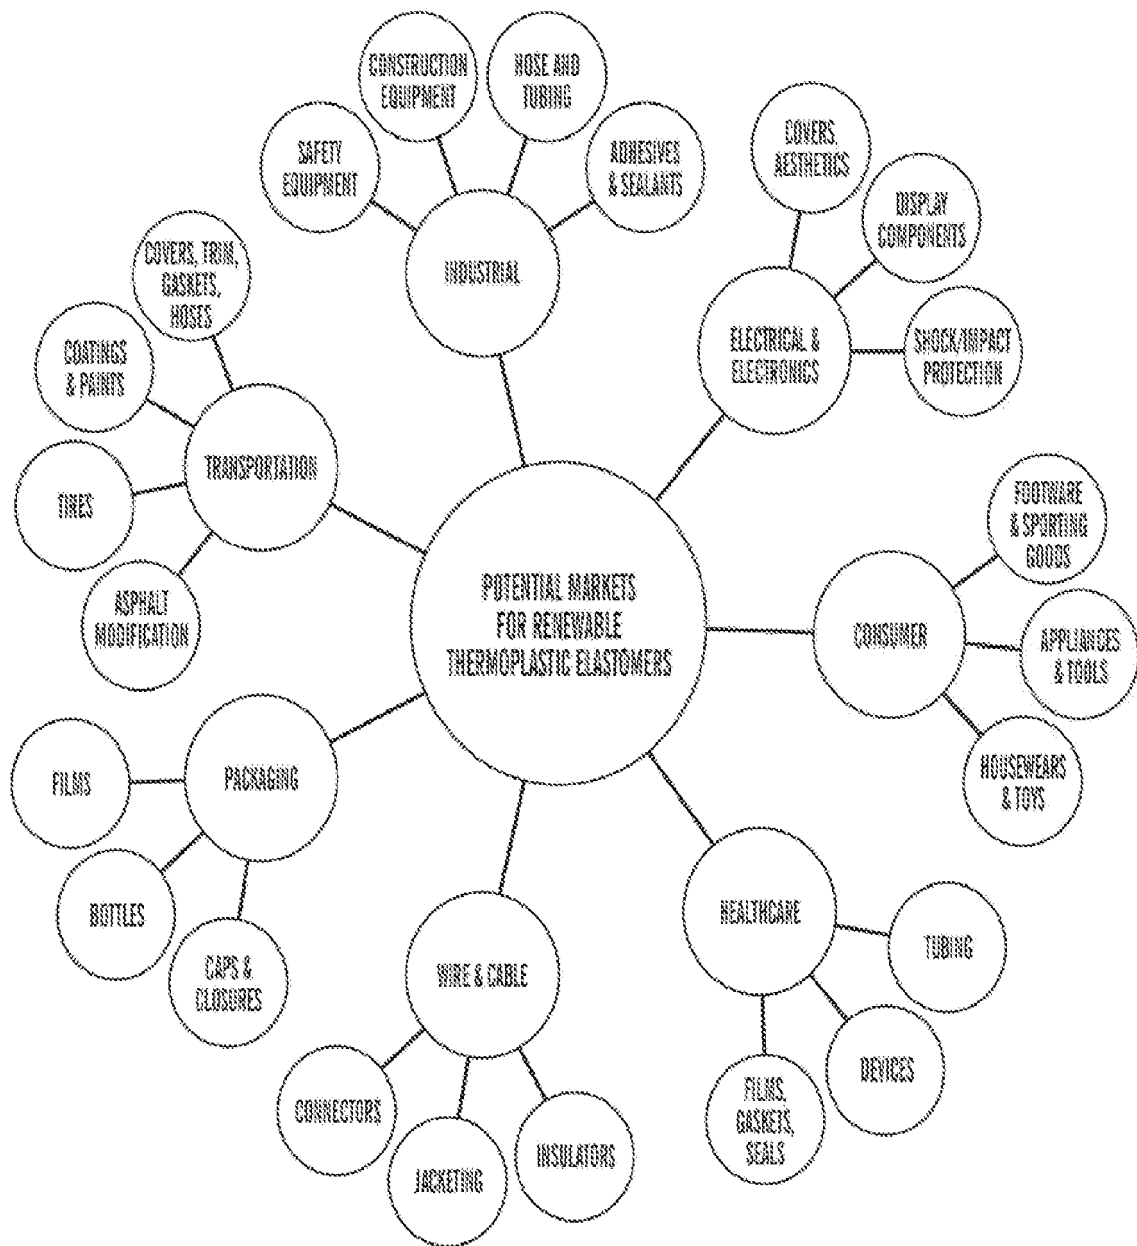 CONSTRUCTION
EQUIPMENT
HOSE AND
TUBING
SAFETY
EQUIPMENT
ADHESIVES
& SEALANTS
INDUSTRIAL
COVERS,
AESTHETICS
DISPLAY
COMPONENTS
SHOCK/IMPACT
PROTECTION
ELECTRICAL &
ELECTRONICS
COVERS, TRIM,
GASKETS,
HOSES
COATINGS
& PAINTS
TIRES
ASPHALT
MODIFICATION
TRANSPORTATION
POTENTIAL MARKETS
FOR RENEWABLE
THERMOPLASTIC ELASTOMERS
FOOTWARE
& SPORTING
GOODS
CONSUMER
APPLIANCES
& TOOLS
HOUSEWEARS
& TOYS
PACKAGING
FILMS
BOTTLES
CAPS &
CLOSURES
WIRE & CABLE
CONNECTORS
JACKETING
INSULATORS
HEALTHCARE
TUBING
DEVICES
FILMS,
GASKETS,
SEALS